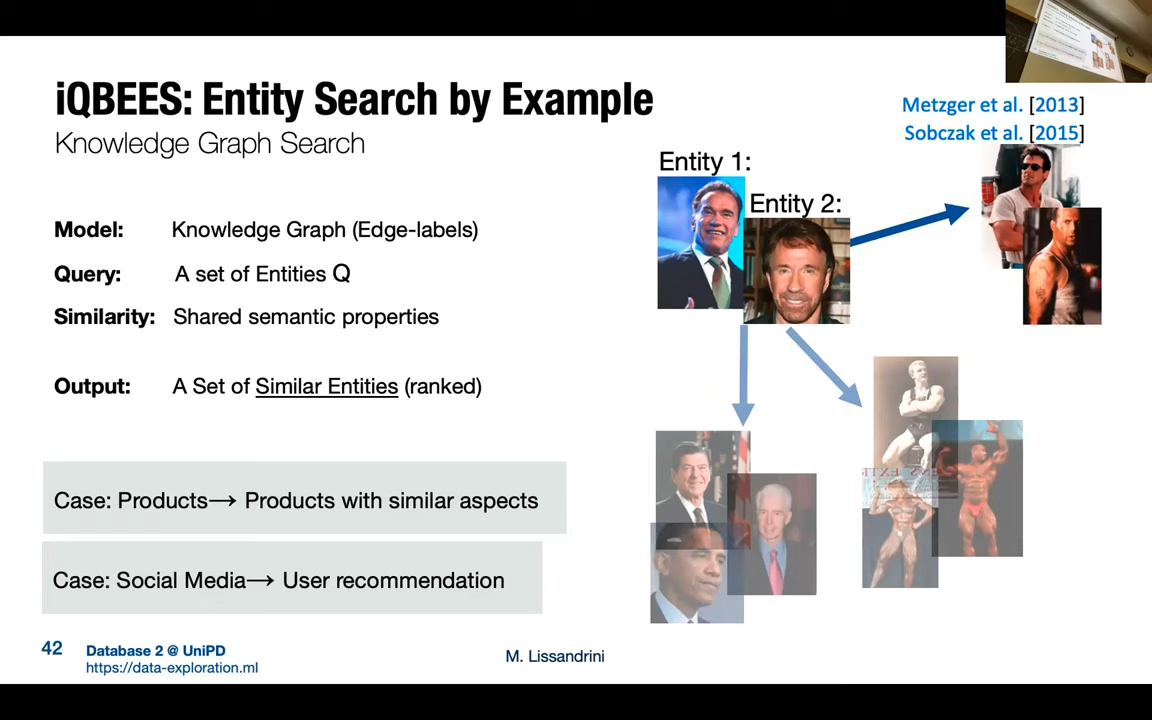 iQBEES: Entity Search by Example
Knowledge Graph Search
Metzger et al. [2013]
Sobczak et al. [2015]
Entity 1:
Entity 2:
Model: Knowledge Graph (Edge-labels)
Query: A set of Entities Q
Similarity: Shared semantic properties
Output: A Set of Similar Entities (ranked)
Case: Products→ Products with similar aspects
Case: Social Media→ User recommendation
42
Database 2 @ UniPD
https://data-exploration.ml
M. Lissandrini